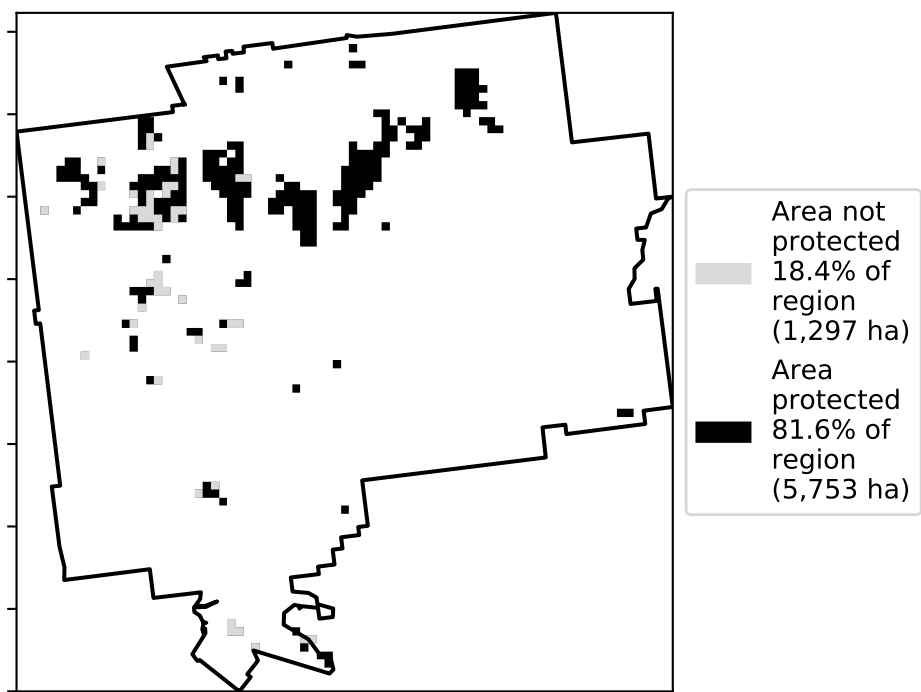 Area not
protected
18.4% of
region
(1,297 ha)
Area
protected
81.6% of
region
(5,753 ha)